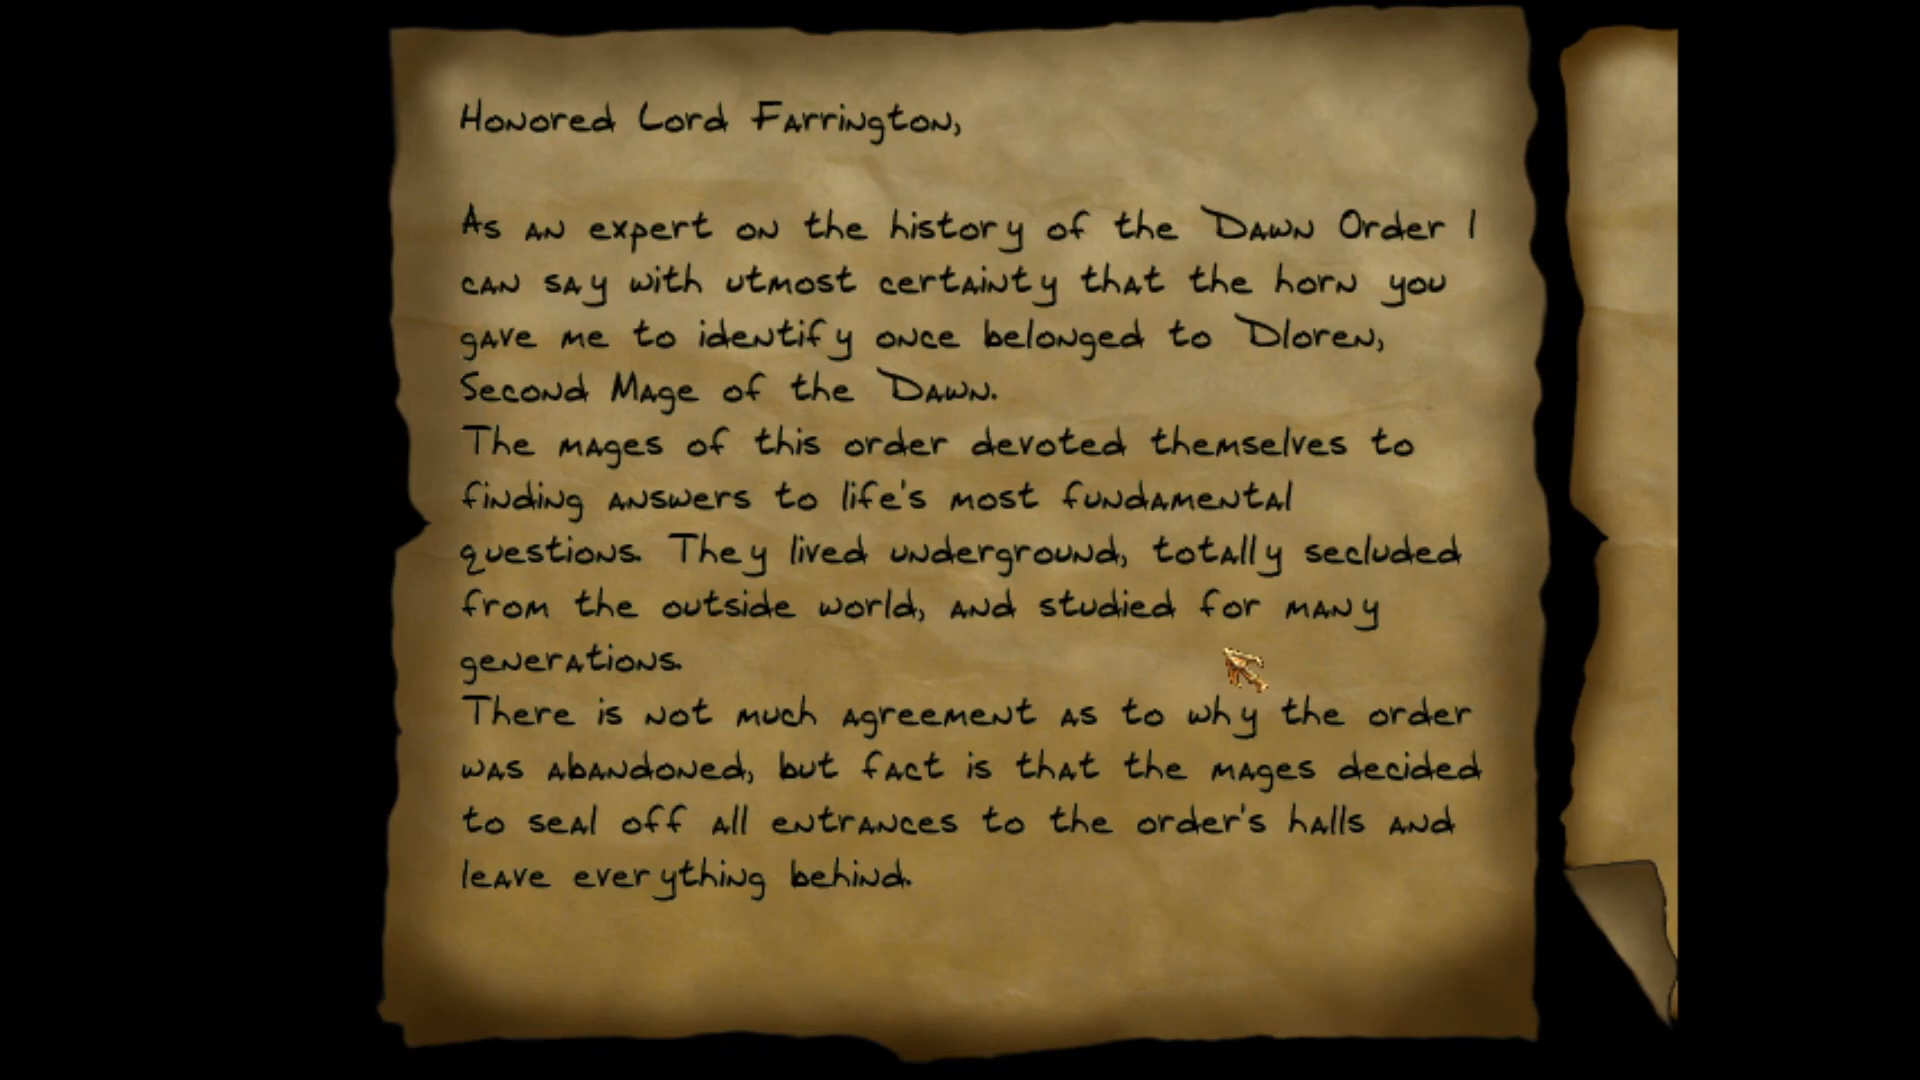 Honored Lord Farrington,
As an expert on the history of the Dawn Order I
can say with utmost certainty that the horn you
gave me to identify once belonged to Dloren,
Second Mage of the Dawn.
The mages of this order devoted themselves to
finding answers to life's most fundamental
questions. They lived underground, totally secluded
from the outside world, and studied for many
generations.
There is not much agreement as to why the order
was abandoned, but fact is that the mages decided
to seal off all entrances to the order's halls and
leave everything behind.